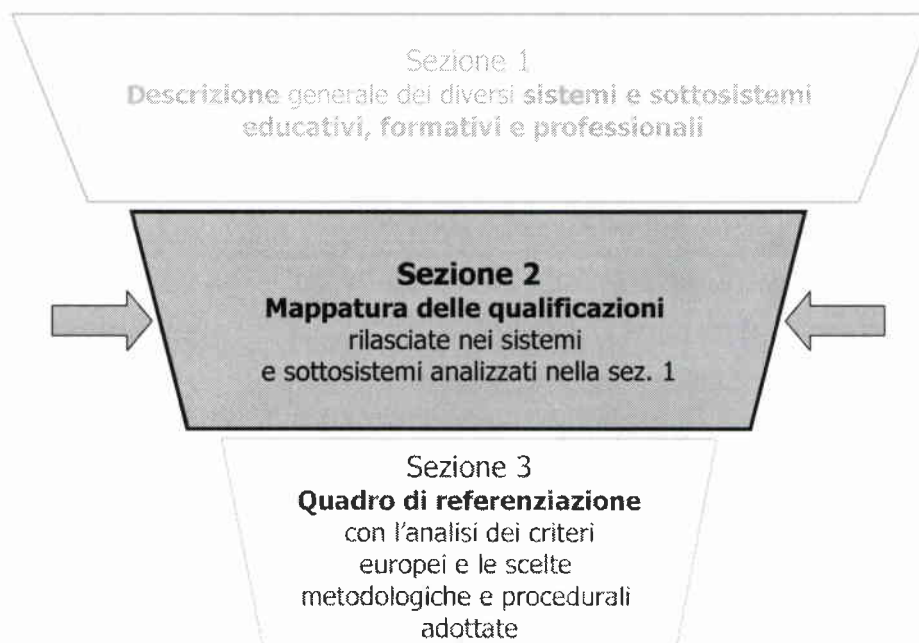 Sezione 1
Descrizione generale dei diversi sistemi e sottosistemi
educativi, formativi e professionali
Sezione 2
Mappatura delle qualificazioni
rilasciate nei sistemi
e sottosistemi analizzati nella sez. 1
Sezione 3
Quadro di referenziazione
con l'analisi dei criteri
europei e le scelte
metodologiche e procedurali
adottate